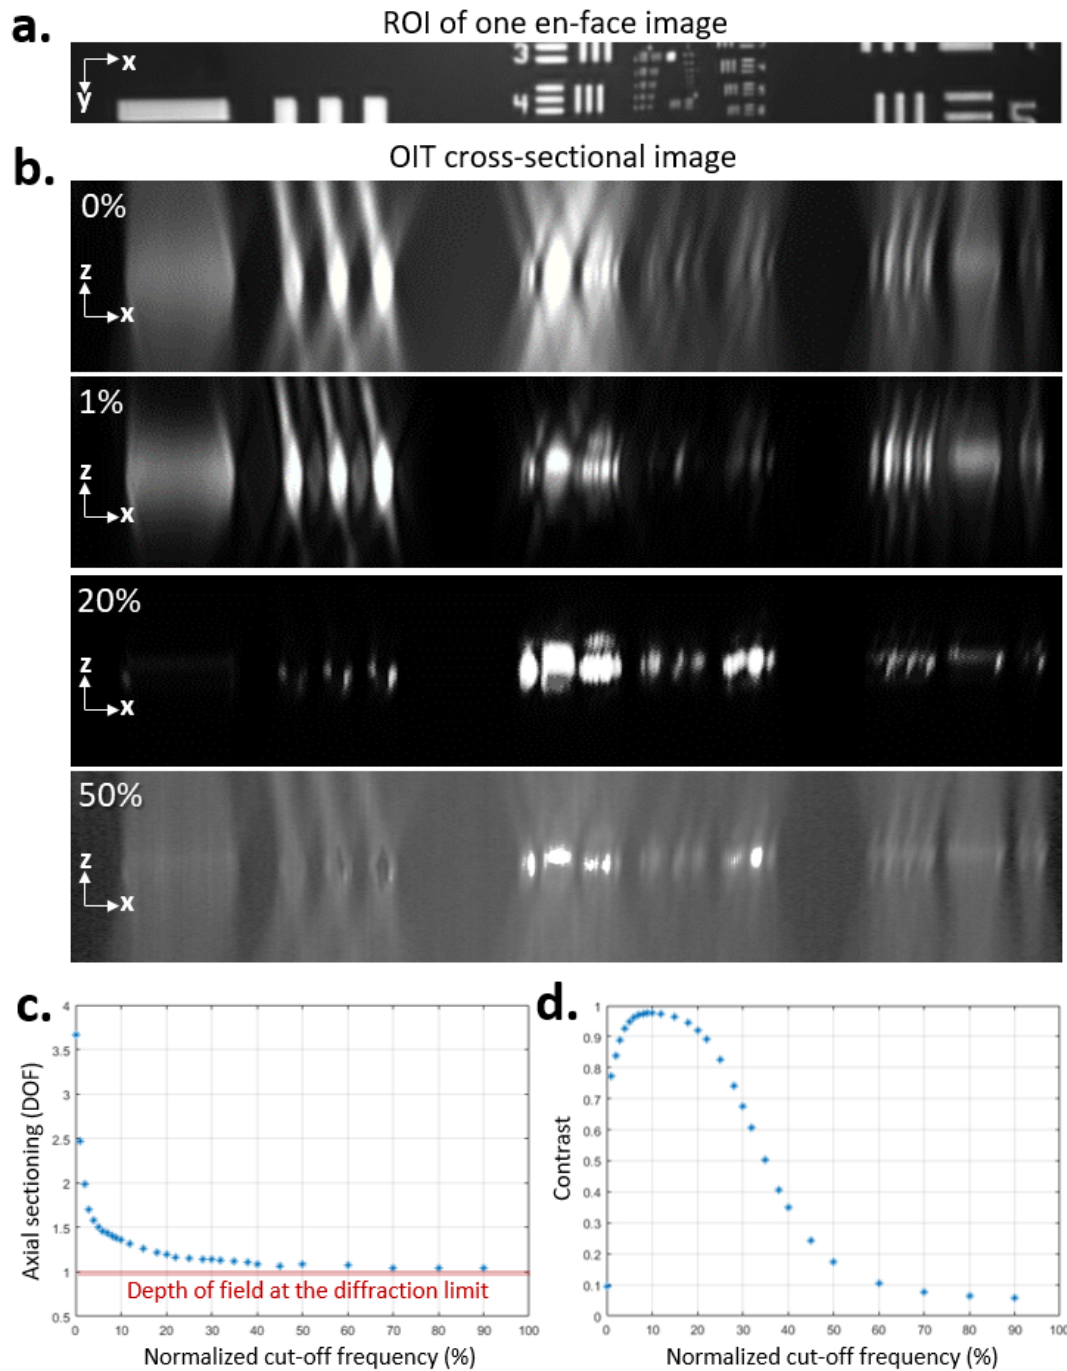 a.
ROI of one en-face image
x
y
3
4
5
b.
OIT cross-sectional image
0%
z
x
1%
z
x
20%
z
x
50%
z
x
c.
4
3.5
3
2.5
2
1.5
1
0.5
Axial sectioning (DOF)
Depth of field at the diffraction limit
0 10 20 30 40 50 60 70 80 90 100
Normalized cut-off frequency (%)
d.
1
0.9
0.8
0.7
0.6
0.5
0.4
0.3
0.2
0.1
0
Contrast
0 10 20 30 40 50 60 70 80 90 100
Normalized cut-off frequency (%)